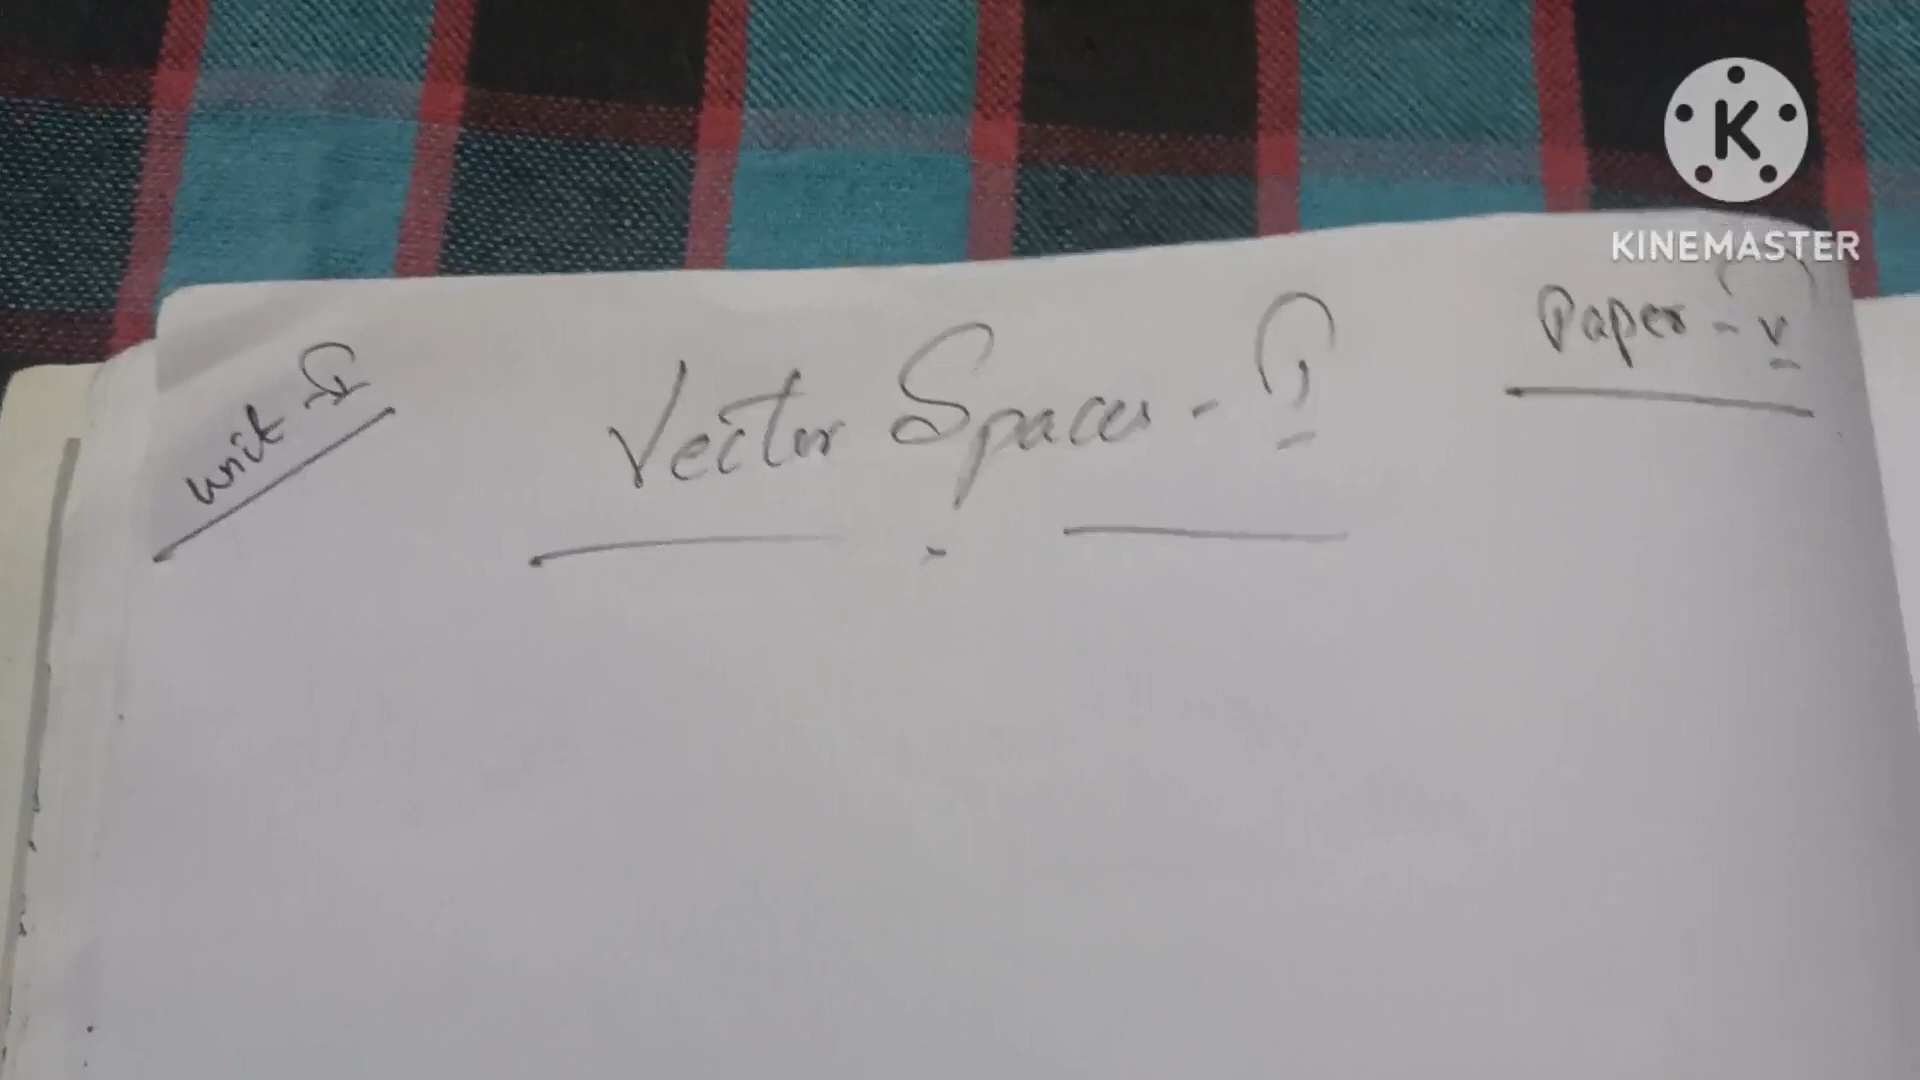 KINEMASTER
Unit - I
Vector Spaces - I
Paper - V